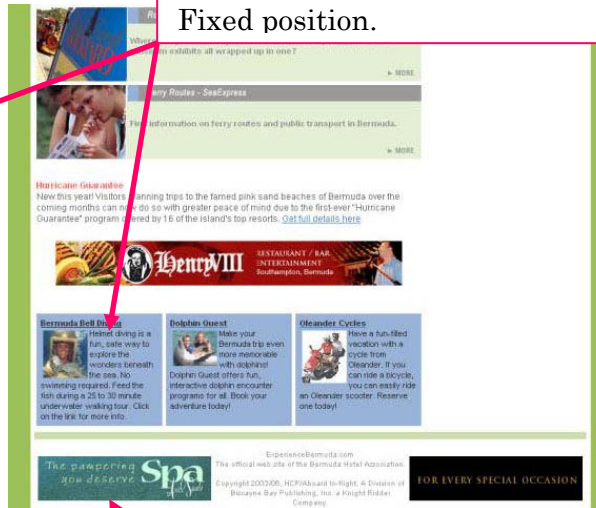 Fixed position.
Where
exhibits all wrapped up in one?
► MORE
Ferry Routes - SeaExpress
Find information on ferry routes and public transport in Bermuda.
► MORE
Hurricane Guarantee
New this year! Visitors planning trips to the famed pink sand beaches of Bermuda over the
coming months can now do so with greater peace of mind due to the first-ever "Hurricane
Guarantee" program offered by 16 of the island's top resorts. Get full details here
Henry VIII
RESTAURANT / BAR
ENTERTAINMENT
Southampton, Bermuda
Bermuda Bell Diving
Helmet diving is a
fun, safe way to
explore the
wonders beneath
the sea. No
swimming required. Feed the
fish during a 25 to 30 minute
underwater walking tour. Click
on the link for more info.
Dolphin Quest
Make your
Bermuda trip even
more memorable
with dolphins!
Dolphin Quest offers fun,
interactive dolphin encounter
programs for all. Book your
adventure today!
Oleander Cycles
Have a fun-filled
vacation with a
cycle from
Oleander. If you
can ride a bicycle,
you can easily ride
an Oleander scooter. Reserve
one today!
The pampering
you deserve
Spa
ExperienceBermuda.com
The official web site of the Bermuda Hotel Association.
Copyright 2003/06, HCP/Aboard In-Right, A Division of
Biscayne Bay Publishing, Inc. a Knight Ridder
Company.
FOR EVERY SPECIAL OCCASION